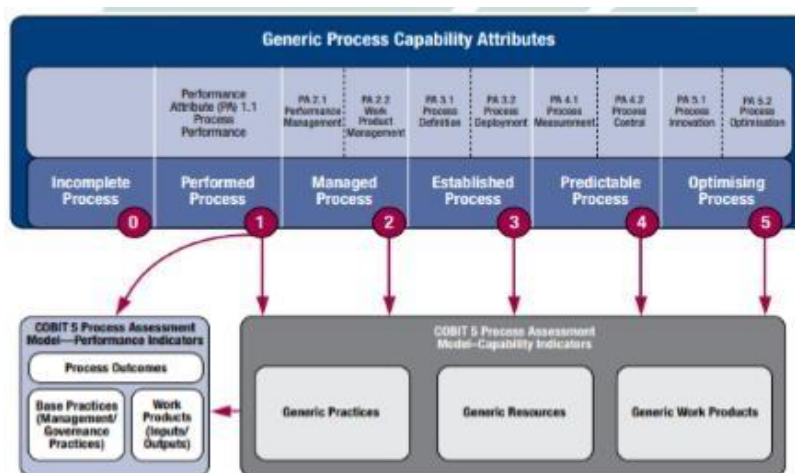 Generic Process Capability Attributes
Performance
Attribute (PA) 1.1
Process
Performance
PA 2.1
Performance
Management
PA 2.2
Work
Product
Management
PA 3.1
Process
Definition
PA 3.2
Process
Deployment
PA 4.1
Process
Measurement
PA 4.2
Process
Control
PA 5.1
Process
Innovation
PA 5.2
Process
Optimisation
Incomplete
Process
0
Performed
Process
1
Managed
Process
2
Established
Process
3
Predictable
Process
4
Optimising
Process
5
COBIT 5 Process Assessment
Model—Performance Indicators
Process Outcomes
Base Practices
(Management/
Governance
Practices)
Work
Products
(Inputs/
Outputs)
COBIT 5 Process Assessment
Model–Capability Indicators
Generic Practices
Generic Resources
Generic Work Products